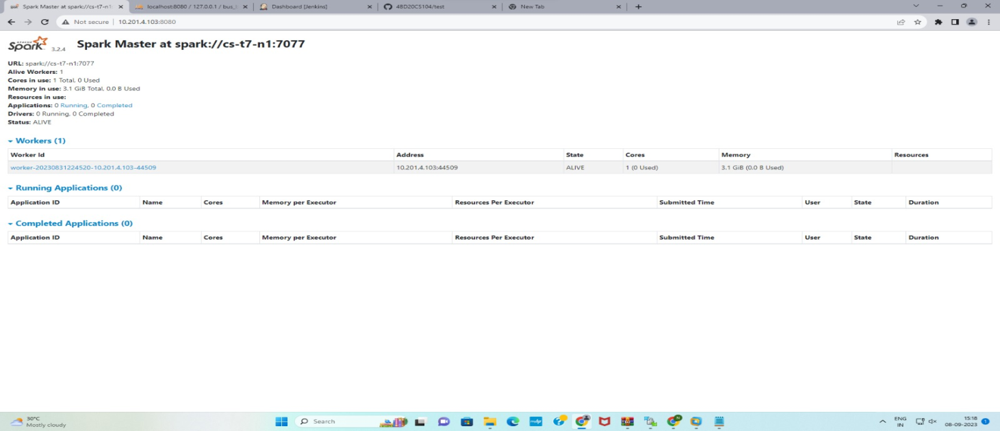 Spark Master at spark://cs-t7-n1: localhost:8080 / 127.0.0.1 / bus_ Dashboard [Jenkins] 4BD20CS104/test New Tab
Not secure 10.201.4.103:8080
APACHE Spark 3.2.4 Spark Master at spark://cs-t7-n1:7077
URL: spark://cs-t7-n1:7077
Alive Workers: 1
Cores in use: 1 Total, 0 Used
Memory in use: 3.1 GiB Total, 0.0 B Used
Resources in use:
Applications: 0 Running, 0 Completed
Drivers: 0 Running, 0 Completed
Status: ALIVE
Workers (1)
Worker Id Address State Cores Memory Resources
worker-20230831224520-10.201.4.103-44509 10.201.4.103:44509 ALIVE 1 (0 Used) 3.1 GiB (0.0 B Used)
Running Applications (0)
Application ID Name Cores Memory per Executor Resources Per Executor Submitted Time User State Duration
Completed Applications (0)
Application ID Name Cores Memory per Executor Resources Per Executor Submitted Time User State Duration
30°C Search ENG 15:18
Mostly cloudy IN 08-09-2023 1